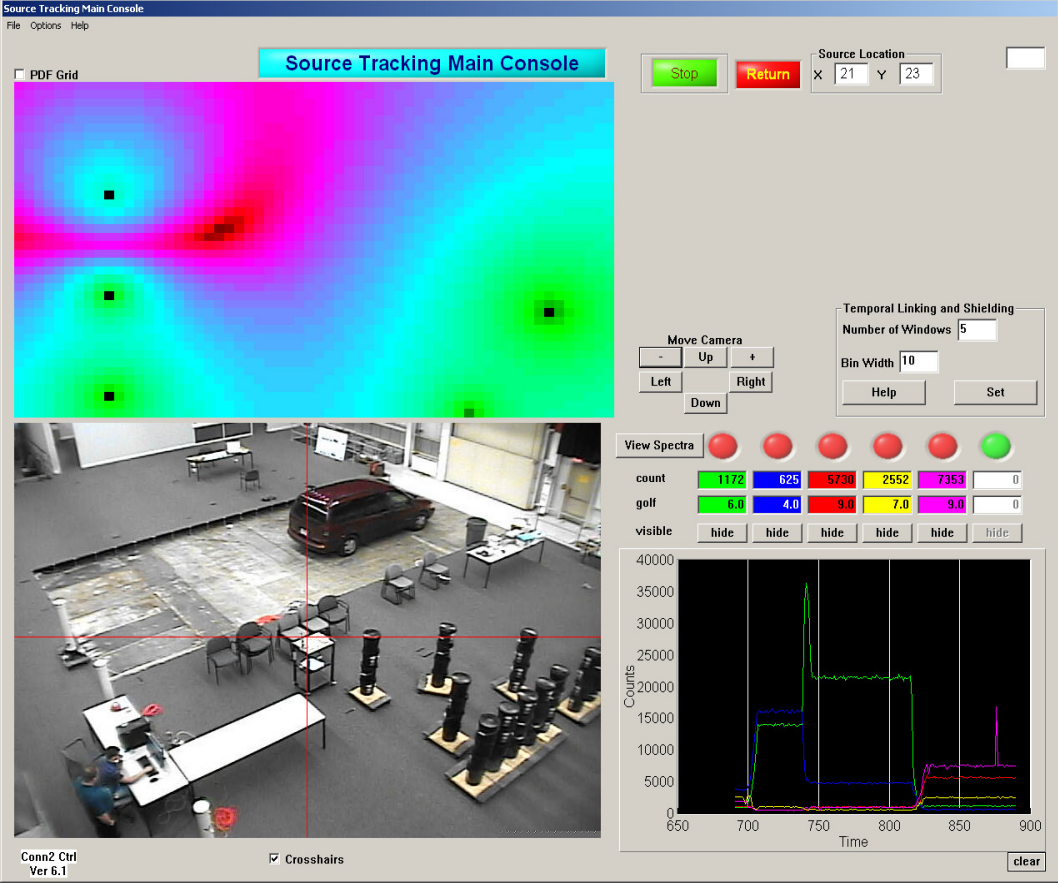 Source Tracking Main Console
File Options Help
PDF Grid
Source Tracking Main Console
Stop
Return
Source Location
X 21 Y 23
Temporal Linking and Shielding
Number of Windows 5
Bin Width 10
Help Set
Move Camera
- Up +
Left Right
Down
View Spectra
count 1172 625 5730 2552 7353 0
golf 6.0 4.0 9.0 7.0 9.0 0
visible hide hide hide hide hide hide
40000
35000
30000
25000
20000
15000
10000
5000
0
Counts
650 700 750 800 850 900
Time
Conn2 Ctrl
Ver 6.1
Crosshairs
clear